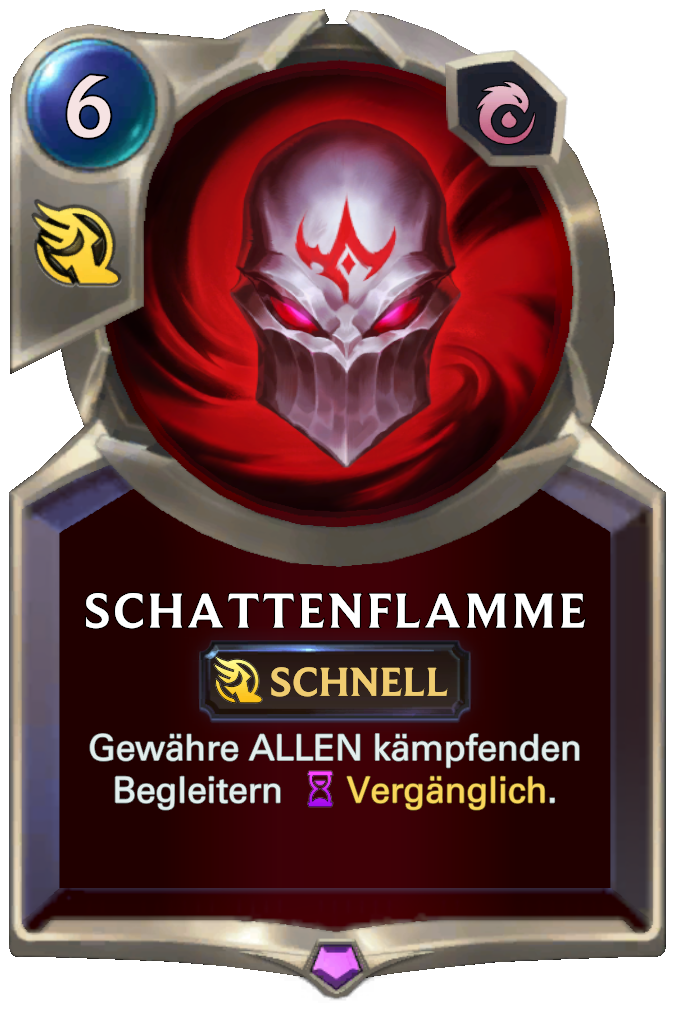 6
SCHATTENFLAMME
SCHNELL
Gewähre ALLEN kämpfenden
Begleitern Vergänglich.